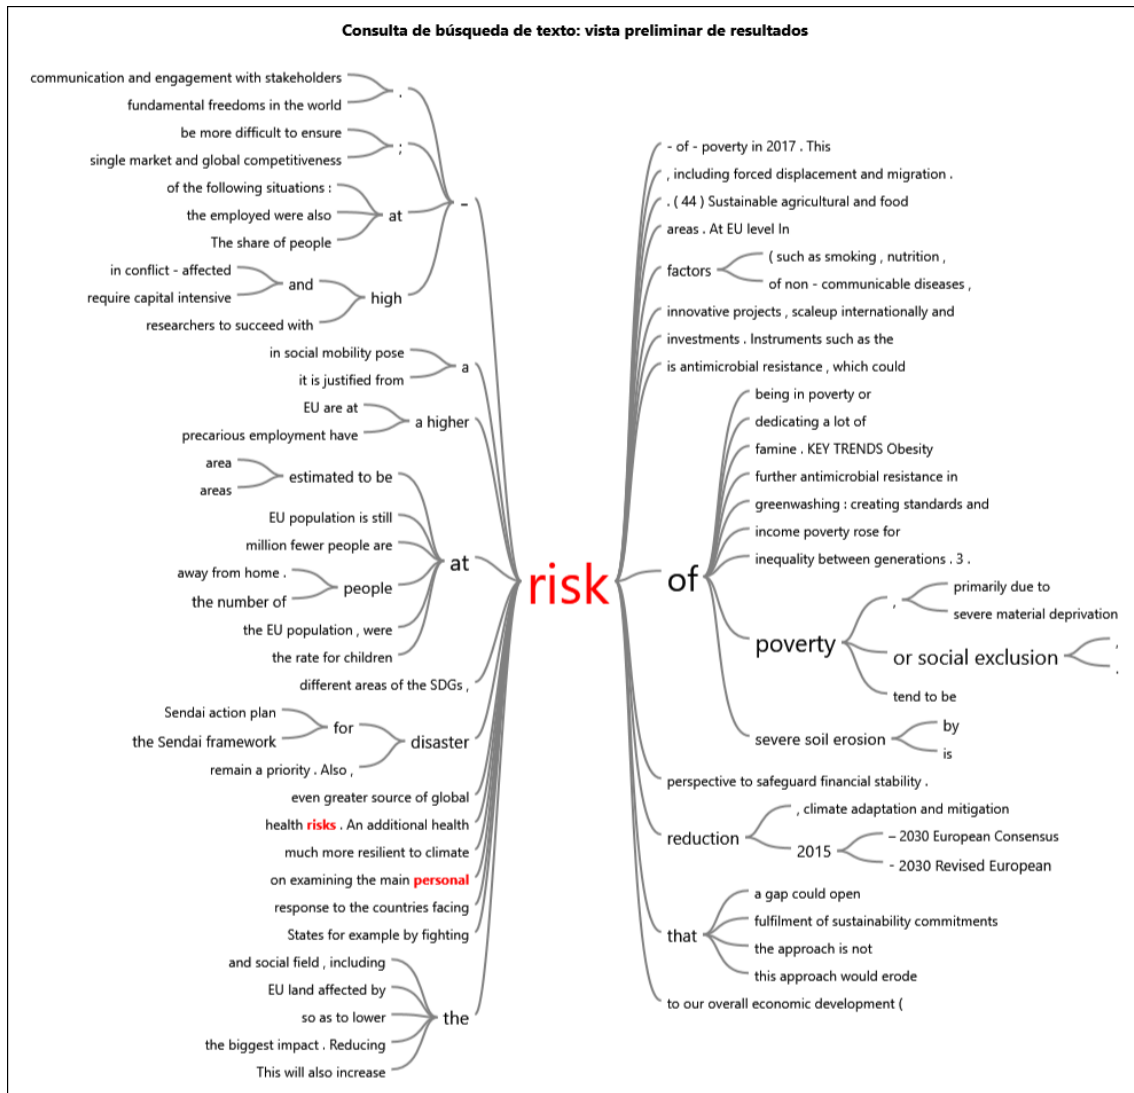 Consulta de búsqueda de texto: vista preliminar de resultados
communication and engagement with stakeholders
fundamental freedoms in the world
.
be more difficult to ensure
single market and global competitiveness
;
of the following situations :
the employed were also
The share of people
at
-
in conflict - affected
require capital intensive
and
researchers to succeed with
high
in social mobility pose
it is justified from
a
EU are at
precarious employment have
a higher
area
areas
estimated to be
EU population is still
million fewer people are
away from home .
the number of
people
at
the EU population , were
the rate for children
different areas of the SDGs ,
Sendai action plan
the Sendai framework
for
remain a priority . Also ,
disaster
even greater source of global
health risks . An additional health
much more resilient to climate
on examining the main personal
response to the countries facing
States for example by fighting
and social field , including
EU land affected by
so as to lower
the biggest impact . Reducing
This will also increase
the
risk
- of - poverty in 2017 . This
, including forced displacement and migration .
. ( 44 ) Sustainable agricultural and food
areas . At EU level In
factors
( such as smoking , nutrition ,
of non - communicable diseases ,
innovative projects , scaleup internationally and
investments . Instruments such as the
is antimicrobial resistance , which could
of
being in poverty or
dedicating a lot of
famine . KEY TRENDS Obesity
further antimicrobial resistance in
greenwashing : creating standards and
income poverty rose for
inequality between generations . 3 .
poverty
,
primarily due to
severe material deprivation
or social exclusion
tend to be
severe soil erosion
by
is
perspective to safeguard financial stability .
reduction
, climate adaptation and mitigation
2015
– 2030 European Consensus
- 2030 Revised European
that
a gap could open
fulfilment of sustainability commitments
the approach is not
this approach would erode
to our overall economic development (